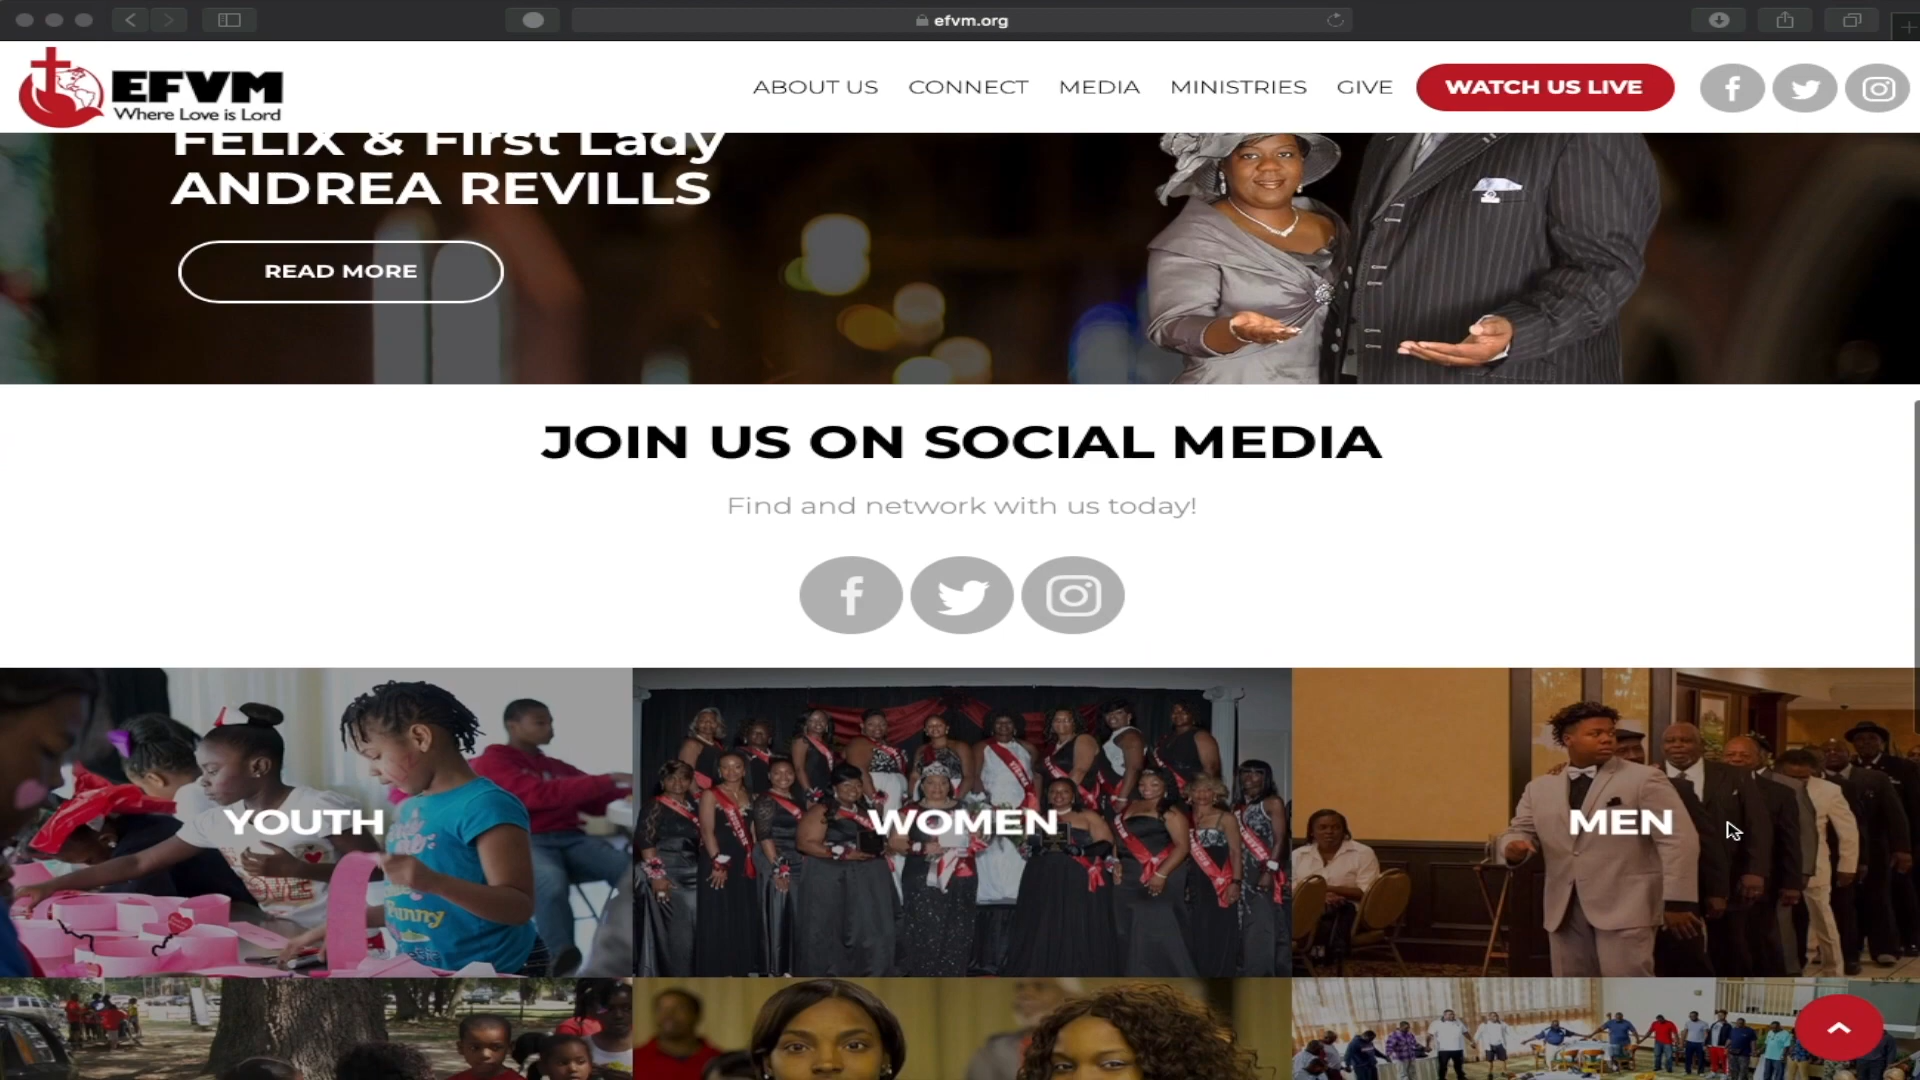 efvm.org
EFVM
Where Love is Lord
ABOUT US
CONNECT
MEDIA
MINISTRIES
GIVE
WATCH US LIVE
FELIX & First Lady
ANDREA REVILLS
READ MORE
JOIN US ON SOCIAL MEDIA
Find and network with us today!
YOUTH
WOMEN
MEN
Funny